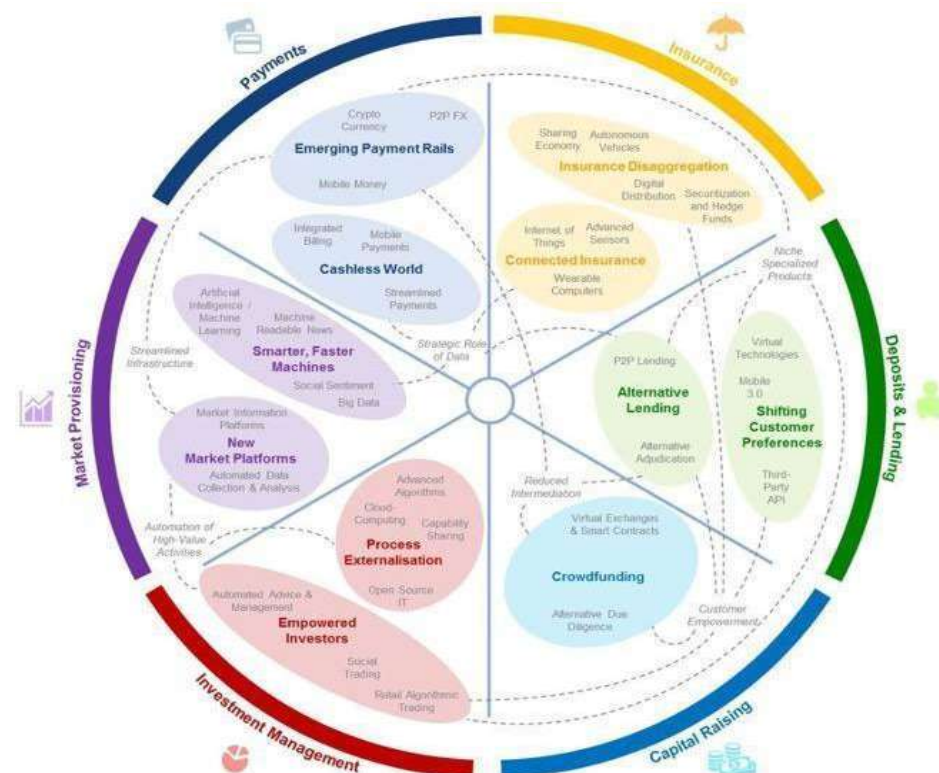 Payments
Insurance
Crypto
Currency
P2P FX
Emerging Payment Rails
Mobile Money
Integrated
Billing
Mobile
Payments
Cashless World
Streamlined
Payments
Sharing
Economy
Autonomous
Vehicles
Insurance Disaggregation
Digital
Distribution
Securitization
and Hedge
Funds
Internet of
Things
Advanced
Sensors
Connected Insurance
Wearable
Computers
Niche
Specialized
Products
Market Provisioning
Artificial
Intelligence /
Machine
Learning
Machine
Readable News
Smarter, Faster
Machines
Social Sentiment
Big Data
Streamlined
Infrastructure
Strategic Role
of Data
Market Information
Platforms
New
Market Platforms
Automated Data
Collection & Analysis
Deposits & Lending
P2P Lending
Alternative
Lending
Alternative
Adjudication
Virtual
Technologies
Mobile
3.0
Shifting
Customer
Preferences
Third-
Party
API
Automation of
High-Value
Activities
Reduced
Intermediation
Advanced
Algorithms
Cloud-
Computing
Capability
Sharing
Process
Externalisation
Open Source
IT
Automated Advice &
Management
Empowered
Investors
Social
Trading
Retail Algorithmic
Trading
Investment Management
Virtual Exchanges
& Smart Contracts
Crowdfunding
Alternative Due
Diligence
Customer
Empowerment
Capital Raising